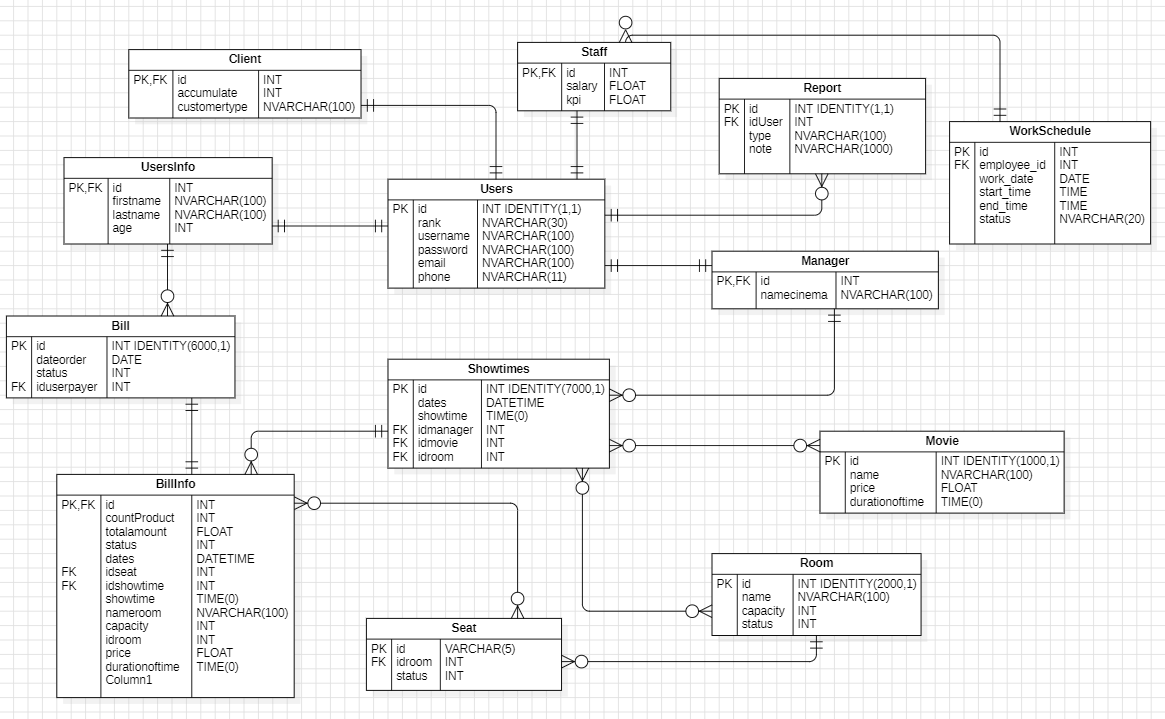 Client
PK,FK id INT
accumulate INT
customertype NVARCHAR(100)
Staff
PK,FK id INT
salary FLOAT
kpi FLOAT
Report
PK id INT IDENTITY(1,1)
FK idUser INT
type NVARCHAR(100)
note NVARCHAR(1000)
WorkSchedule
PK id INT
FK employee_id INT
work_date DATE
start_time TIME
end_time TIME
status NVARCHAR(20)
UsersInfo
PK,FK id INT
firstname NVARCHAR(100)
lastname NVARCHAR(100)
age INT
Users
PK id INT IDENTITY(1,1)
rank NVARCHAR(30)
username NVARCHAR(100)
password NVARCHAR(100)
email NVARCHAR(100)
phone NVARCHAR(11)
Manager
PK,FK id INT
namecinema NVARCHAR(100)
Bill
PK id INT IDENTITY(6000,1)
dateorder DATE
status INT
FK iduserpayer INT
Showtimes
PK id INT IDENTITY(7000,1)
dates DATETIME
showtime TIME(0)
FK idmanager INT
FK idmovie INT
FK idroom INT
Movie
PK id INT IDENTITY(1000,1)
name NVARCHAR(100)
price FLOAT
durationoftime TIME(0)
BillInfo
PK,FK id INT
countProduct INT
totalamount FLOAT
status INT
dates DATETIME
FK idseat INT
FK idshowtime INT
showtime TIME(0)
nameroom NVARCHAR(100)
capacity INT
idroom INT
price FLOAT
durationoftime TIME(0)
Column1
Room
PK id INT IDENTITY(2000,1)
name NVARCHAR(100)
capacity INT
status INT
Seat
PK id VARCHAR(5)
FK idroom INT
status INT